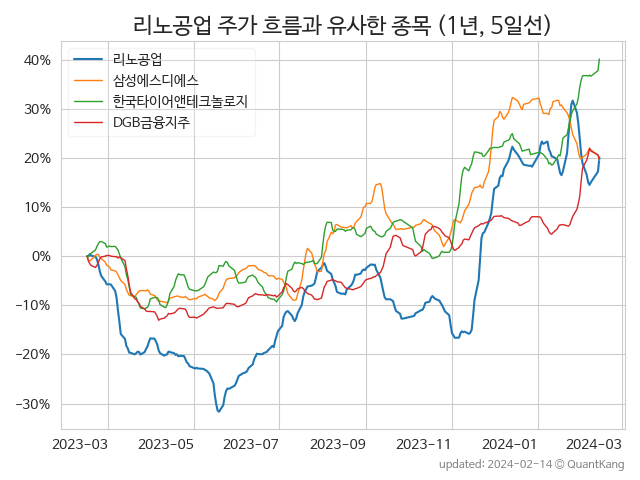 리노공업 주가 흐름과 유사한 종목 (1년, 5일선)
리노공업
삼성에스디에스
한국타이어앤테크놀로지
DGB금융지주
40%
30%
20%
10%
0%
−10%
−20%
−30%
2023-03 2023-05 2023-07 2023-09 2023-11 2024-01 2024-03
updated: 2024-02-14 © QuantKang